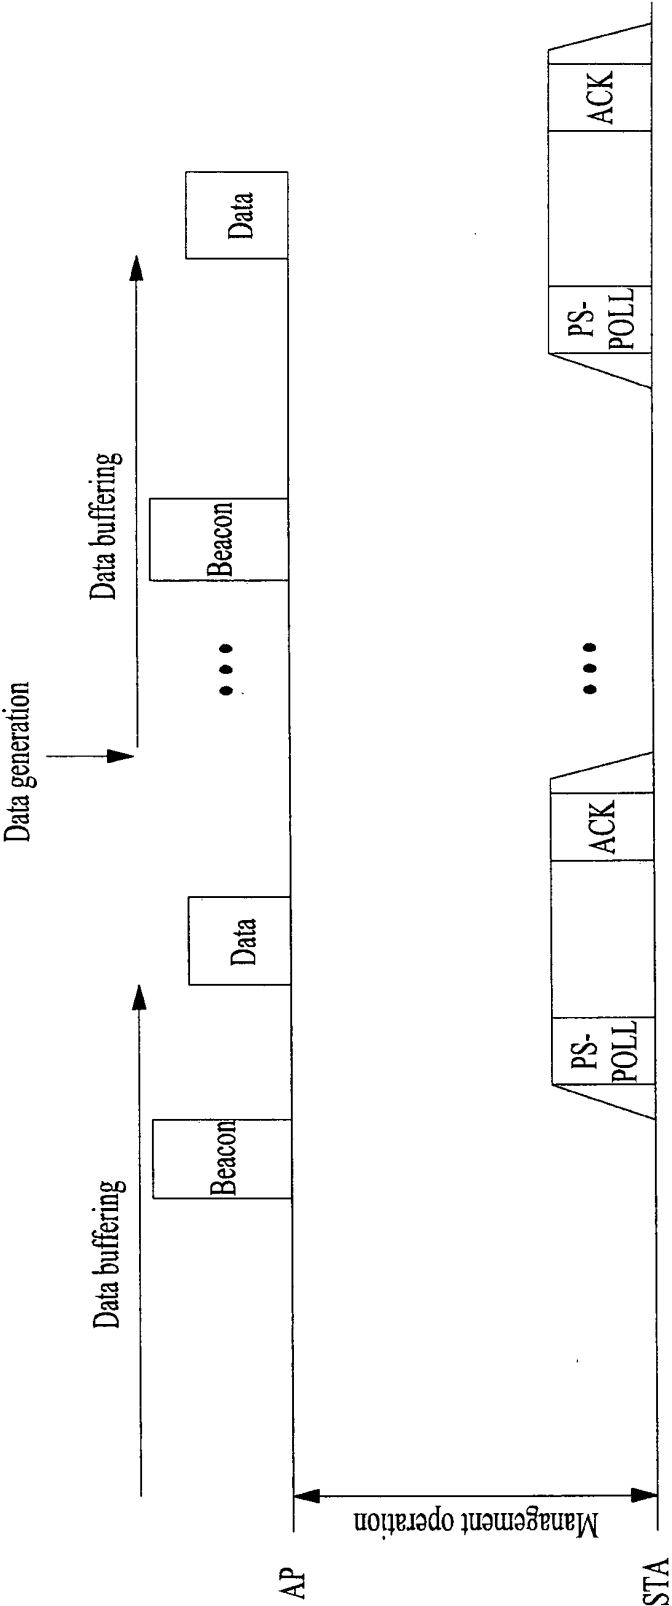 Data generation
Data buffering
Data buffering
Beacon
Data
•••
Beacon
Data
AP
Management operation
PS-
POLL
ACK
•••
PS-
POLL
ACK
STA